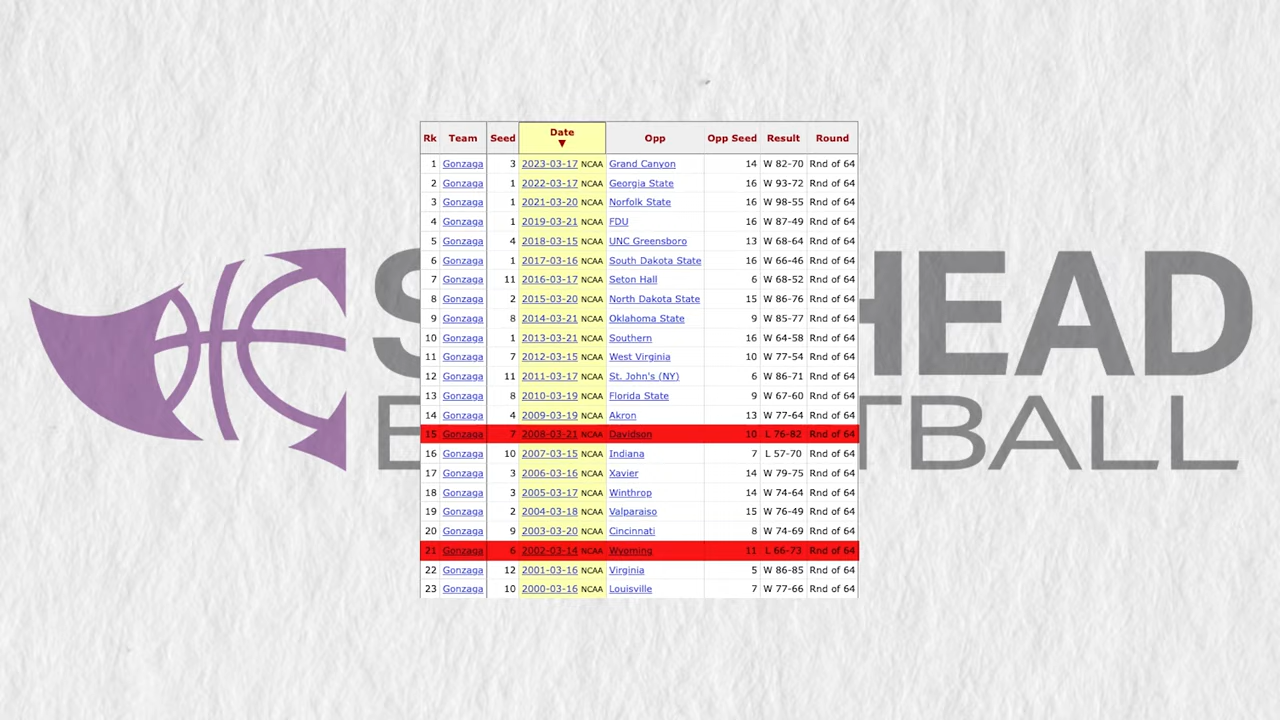 Rk Team Seed Date ▼ Opp Opp Seed Result Round
1 Gonzaga 3 2023-03-17 NCAA Grand Canyon 14 W 82-70 Rnd of 64
2 Gonzaga 1 2022-03-17 NCAA Georgia State 16 W 93-72 Rnd of 64
3 Gonzaga 1 2021-03-20 NCAA Norfolk State 16 W 98-55 Rnd of 64
4 Gonzaga 1 2019-03-21 NCAA FDU 16 W 87-49 Rnd of 64
5 Gonzaga 4 2018-03-15 NCAA UNC Greensboro 13 W 68-64 Rnd of 64
6 Gonzaga 1 2017-03-16 NCAA South Dakota State 16 W 66-46 Rnd of 64
7 Gonzaga 11 2016-03-17 NCAA Seton Hall 6 W 68-52 Rnd of 64
8 Gonzaga 2 2015-03-20 NCAA North Dakota State 15 W 86-76 Rnd of 64
9 Gonzaga 8 2014-03-21 NCAA Oklahoma State 9 W 85-77 Rnd of 64
10 Gonzaga 1 2013-03-21 NCAA Southern 16 W 64-58 Rnd of 64
11 Gonzaga 7 2012-03-15 NCAA West Virginia 10 W 77-54 Rnd of 64
12 Gonzaga 11 2011-03-17 NCAA St. John's (NY) 6 W 86-71 Rnd of 64
13 Gonzaga 8 2010-03-19 NCAA Florida State 9 W 67-60 Rnd of 64
14 Gonzaga 4 2009-03-19 NCAA Akron 13 W 77-64 Rnd of 64
15 Gonzaga 7 2008-03-21 NCAA Davidson 10 L 76-82 Rnd of 64
16 Gonzaga 10 2007-03-15 NCAA Indiana 7 L 57-70 Rnd of 64
17 Gonzaga 3 2006-03-16 NCAA Xavier 14 W 79-75 Rnd of 64
18 Gonzaga 3 2005-03-17 NCAA Winthrop 14 W 74-64 Rnd of 64
19 Gonzaga 2 2004-03-18 NCAA Valparaiso 15 W 76-49 Rnd of 64
20 Gonzaga 9 2003-03-20 NCAA Cincinnati 8 W 74-69 Rnd of 64
21 Gonzaga 6 2002-03-14 NCAA Wyoming 11 L 66-73 Rnd of 64
22 Gonzaga 12 2001-03-16 NCAA Virginia 5 W 86-85 Rnd of 64
23 Gonzaga 10 2000-03-16 NCAA Louisville 7 W 77-66 Rnd of 64